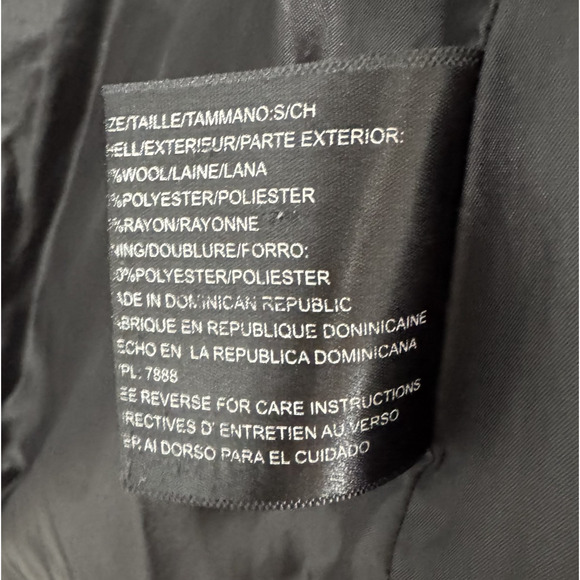 ZE/TAILLE/TAMMANO:S/CH
HELL/EXTERIEUR/PARTE EXTERIOR:
%WOOL/LAINE/LANA
%POLYESTER/POLIESTER
%RAYON/RAYONNE
NING/DOUBLURE/FORRO:
0%POLYESTER/POLIESTER
ADE IN DOMINICAN REPUBLIC
ABRIQUE EN REPUBLIQUE DONINICAINE
ECHO EN LA REPUBLICA DOMINICANA
PL: 7888
EE REVERSE FOR CARE INSTRUCTIONS
RECTIVES D' ENTRETIEN AU VERSO
ER.AI DORSO PARA EL CUIDADO